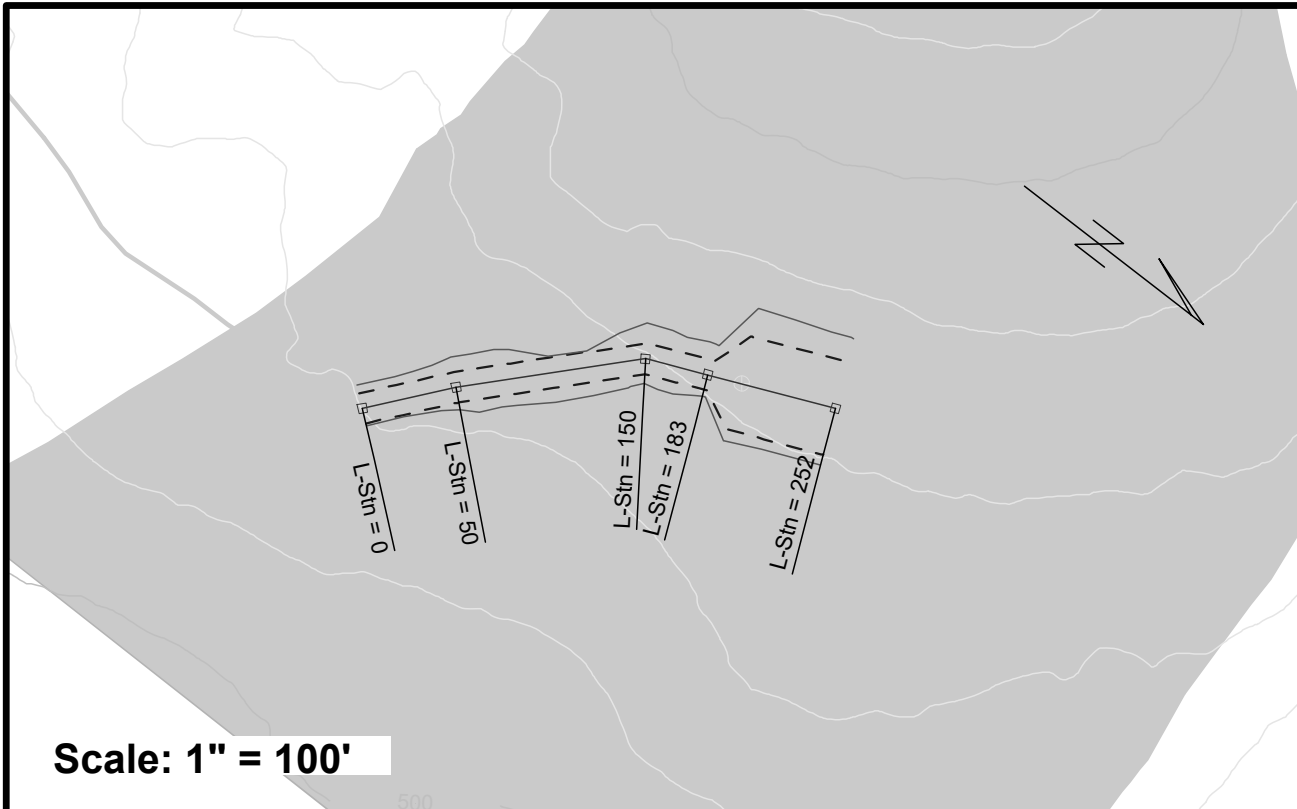 L-Stn = 0
L-Stn = 50
L-Stn = 150
L-Stn = 183
L-Stn = 252
Scale: 1" = 100'
500